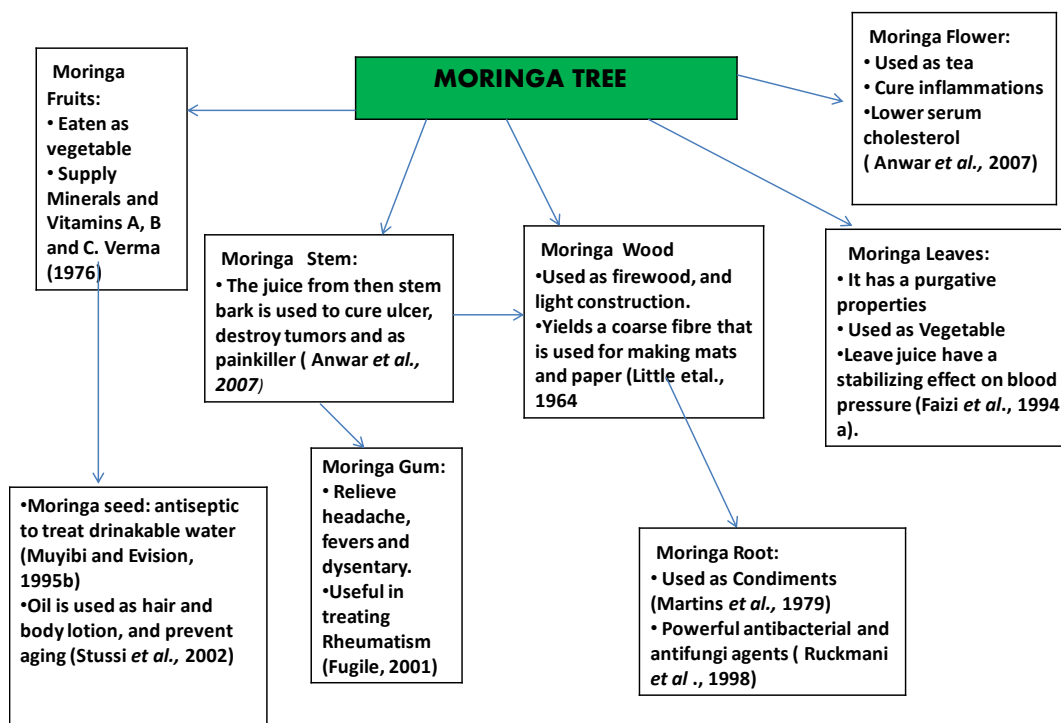 MORINGA TREE
Moringa
Fruits:
• Eaten as
vegetable
• Supply
Minerals and
Vitamins A, B
and C. Verma
(1976)
Moringa Flower:
• Used as tea
• Cure inflammations
•Lower serum
cholesterol
( Anwar et al., 2007)
Moringa Stem:
• The juice from then stem
bark is used to cure ulcer,
destroy tumors and as
painkiller ( Anwar et al.,
2007)
Moringa Wood
•Used as firewood, and
light construction.
•Yields a coarse fibre that
is used for making mats
and paper (Little etal.,
1964
Moringa Leaves:
• It has a purgative
properties
• Used as Vegetable
•Leave juice have a
stabilizing effect on blood
pressure (Faizi et al., 1994
a).
•Moringa seed: antiseptic
to treat drinakable water
(Muyibi and Evision,
1995b)
•Oil is used as hair and
body lotion, and prevent
aging (Stussi et al., 2002)
Moringa Gum:
• Relieve
headache,
fevers and
dysentary.
•Useful in
treating
Rheumatism
(Fugile, 2001)
Moringa Root:
• Used as Condiments
(Martins et al., 1979)
• Powerful antibacterial and
antifungi agents ( Ruckmani
et al ., 1998)